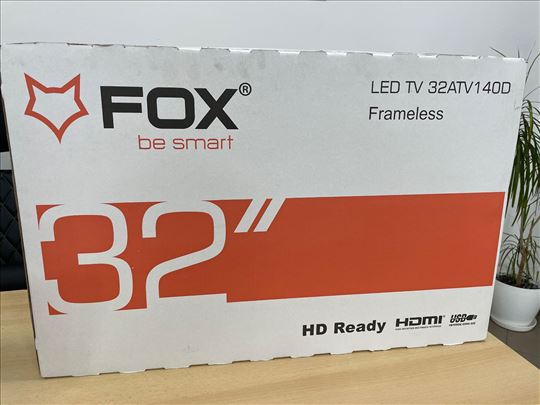 FOX®
be smart
LED TV 32ATV140D
Frameless
32"
HD Ready HDMI USB